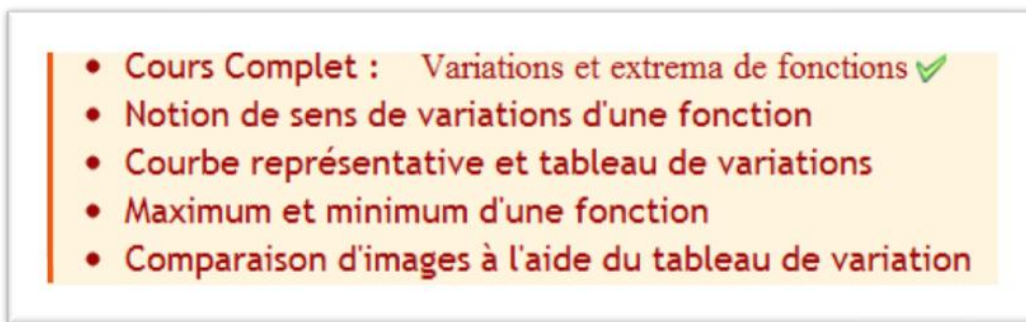 Cours Complet : Variations et extrema de fonctions
Notion de sens de variations d'une fonction
Courbe représentative et tableau de variations
Maximum et minimum d'une fonction
Comparaison d'images à l'aide du tableau de variation